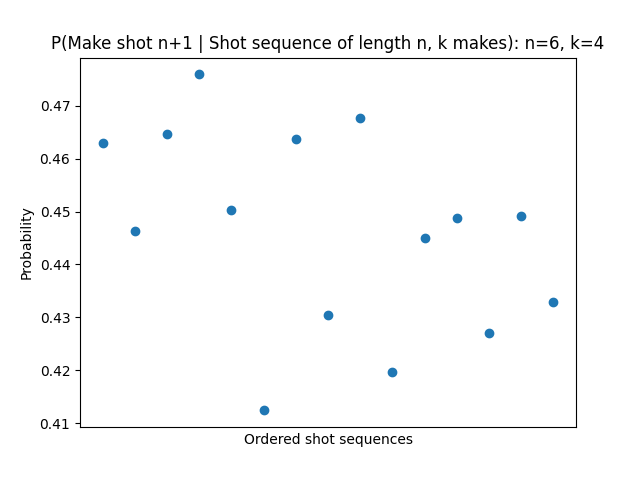 P(Make shot n+1 | Shot sequence of length n, k makes): n=6, k=4
0.47
0.46
0.45
0.44
0.43
0.42
0.41
Probability
Ordered shot sequences